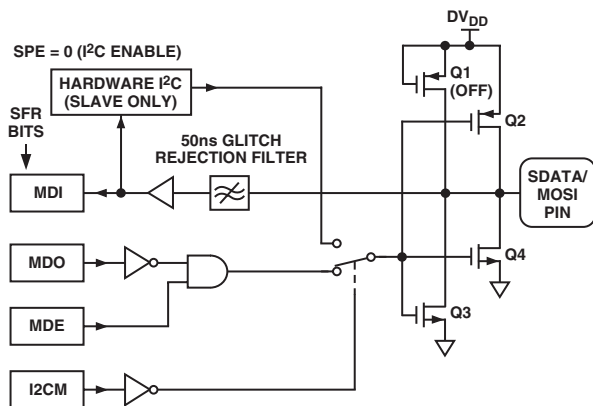 DVDD
SPE = 0 (I2C ENABLE)
HARDWARE I2C
(SLAVE ONLY)
Q1
(OFF)
SFR
BITS
Q2
50ns GLITCH
REJECTION FILTER
MDI
SDATA/
MOSI
PIN
MDO
Q4
MDE
Q3
I2CM